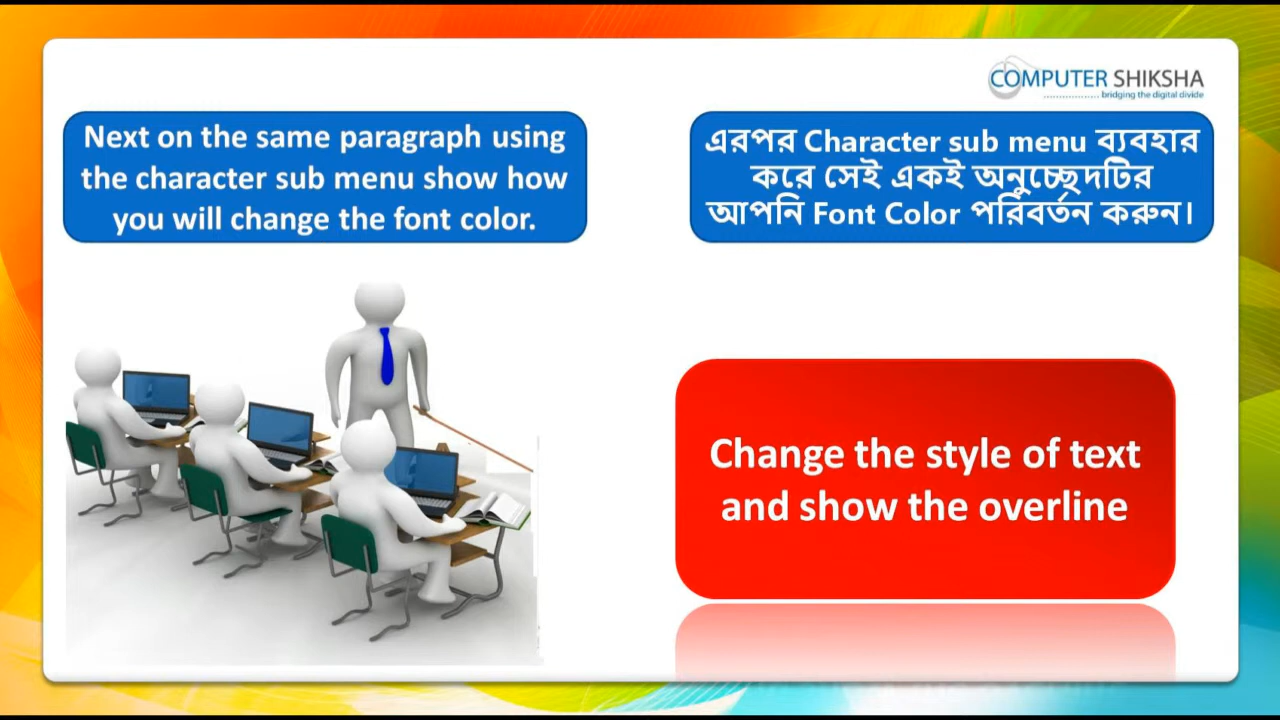 COMPUTER SHIKSHA
bridging the digital divide
Next on the same paragraph using
the character sub menu show how
you will change the font color.
এরপর Character sub menu ব্যবহার
করে সেই একই অনুচ্ছেদটির
আপনি Font Color পরিবর্তন করুন।
Change the style of text
and show the overline